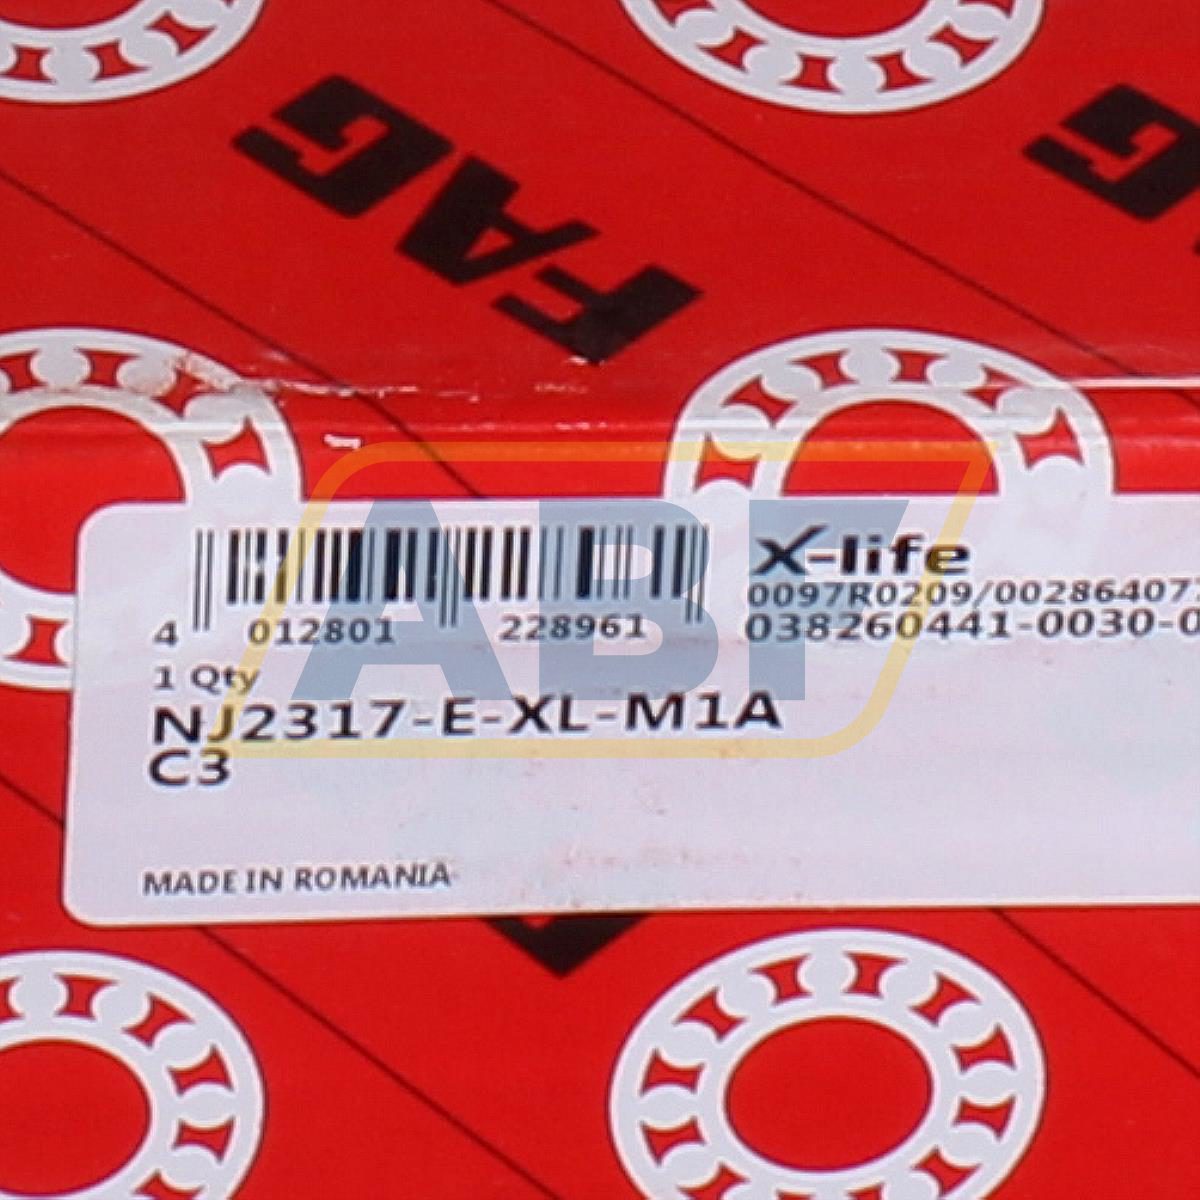 FAG
X-life
0097R0209/00286407
038260441-0030-0
4 012801 228961
1 Qty
NJ2317-E-XL-M1A
C3
MADE IN ROMANIA
ABF